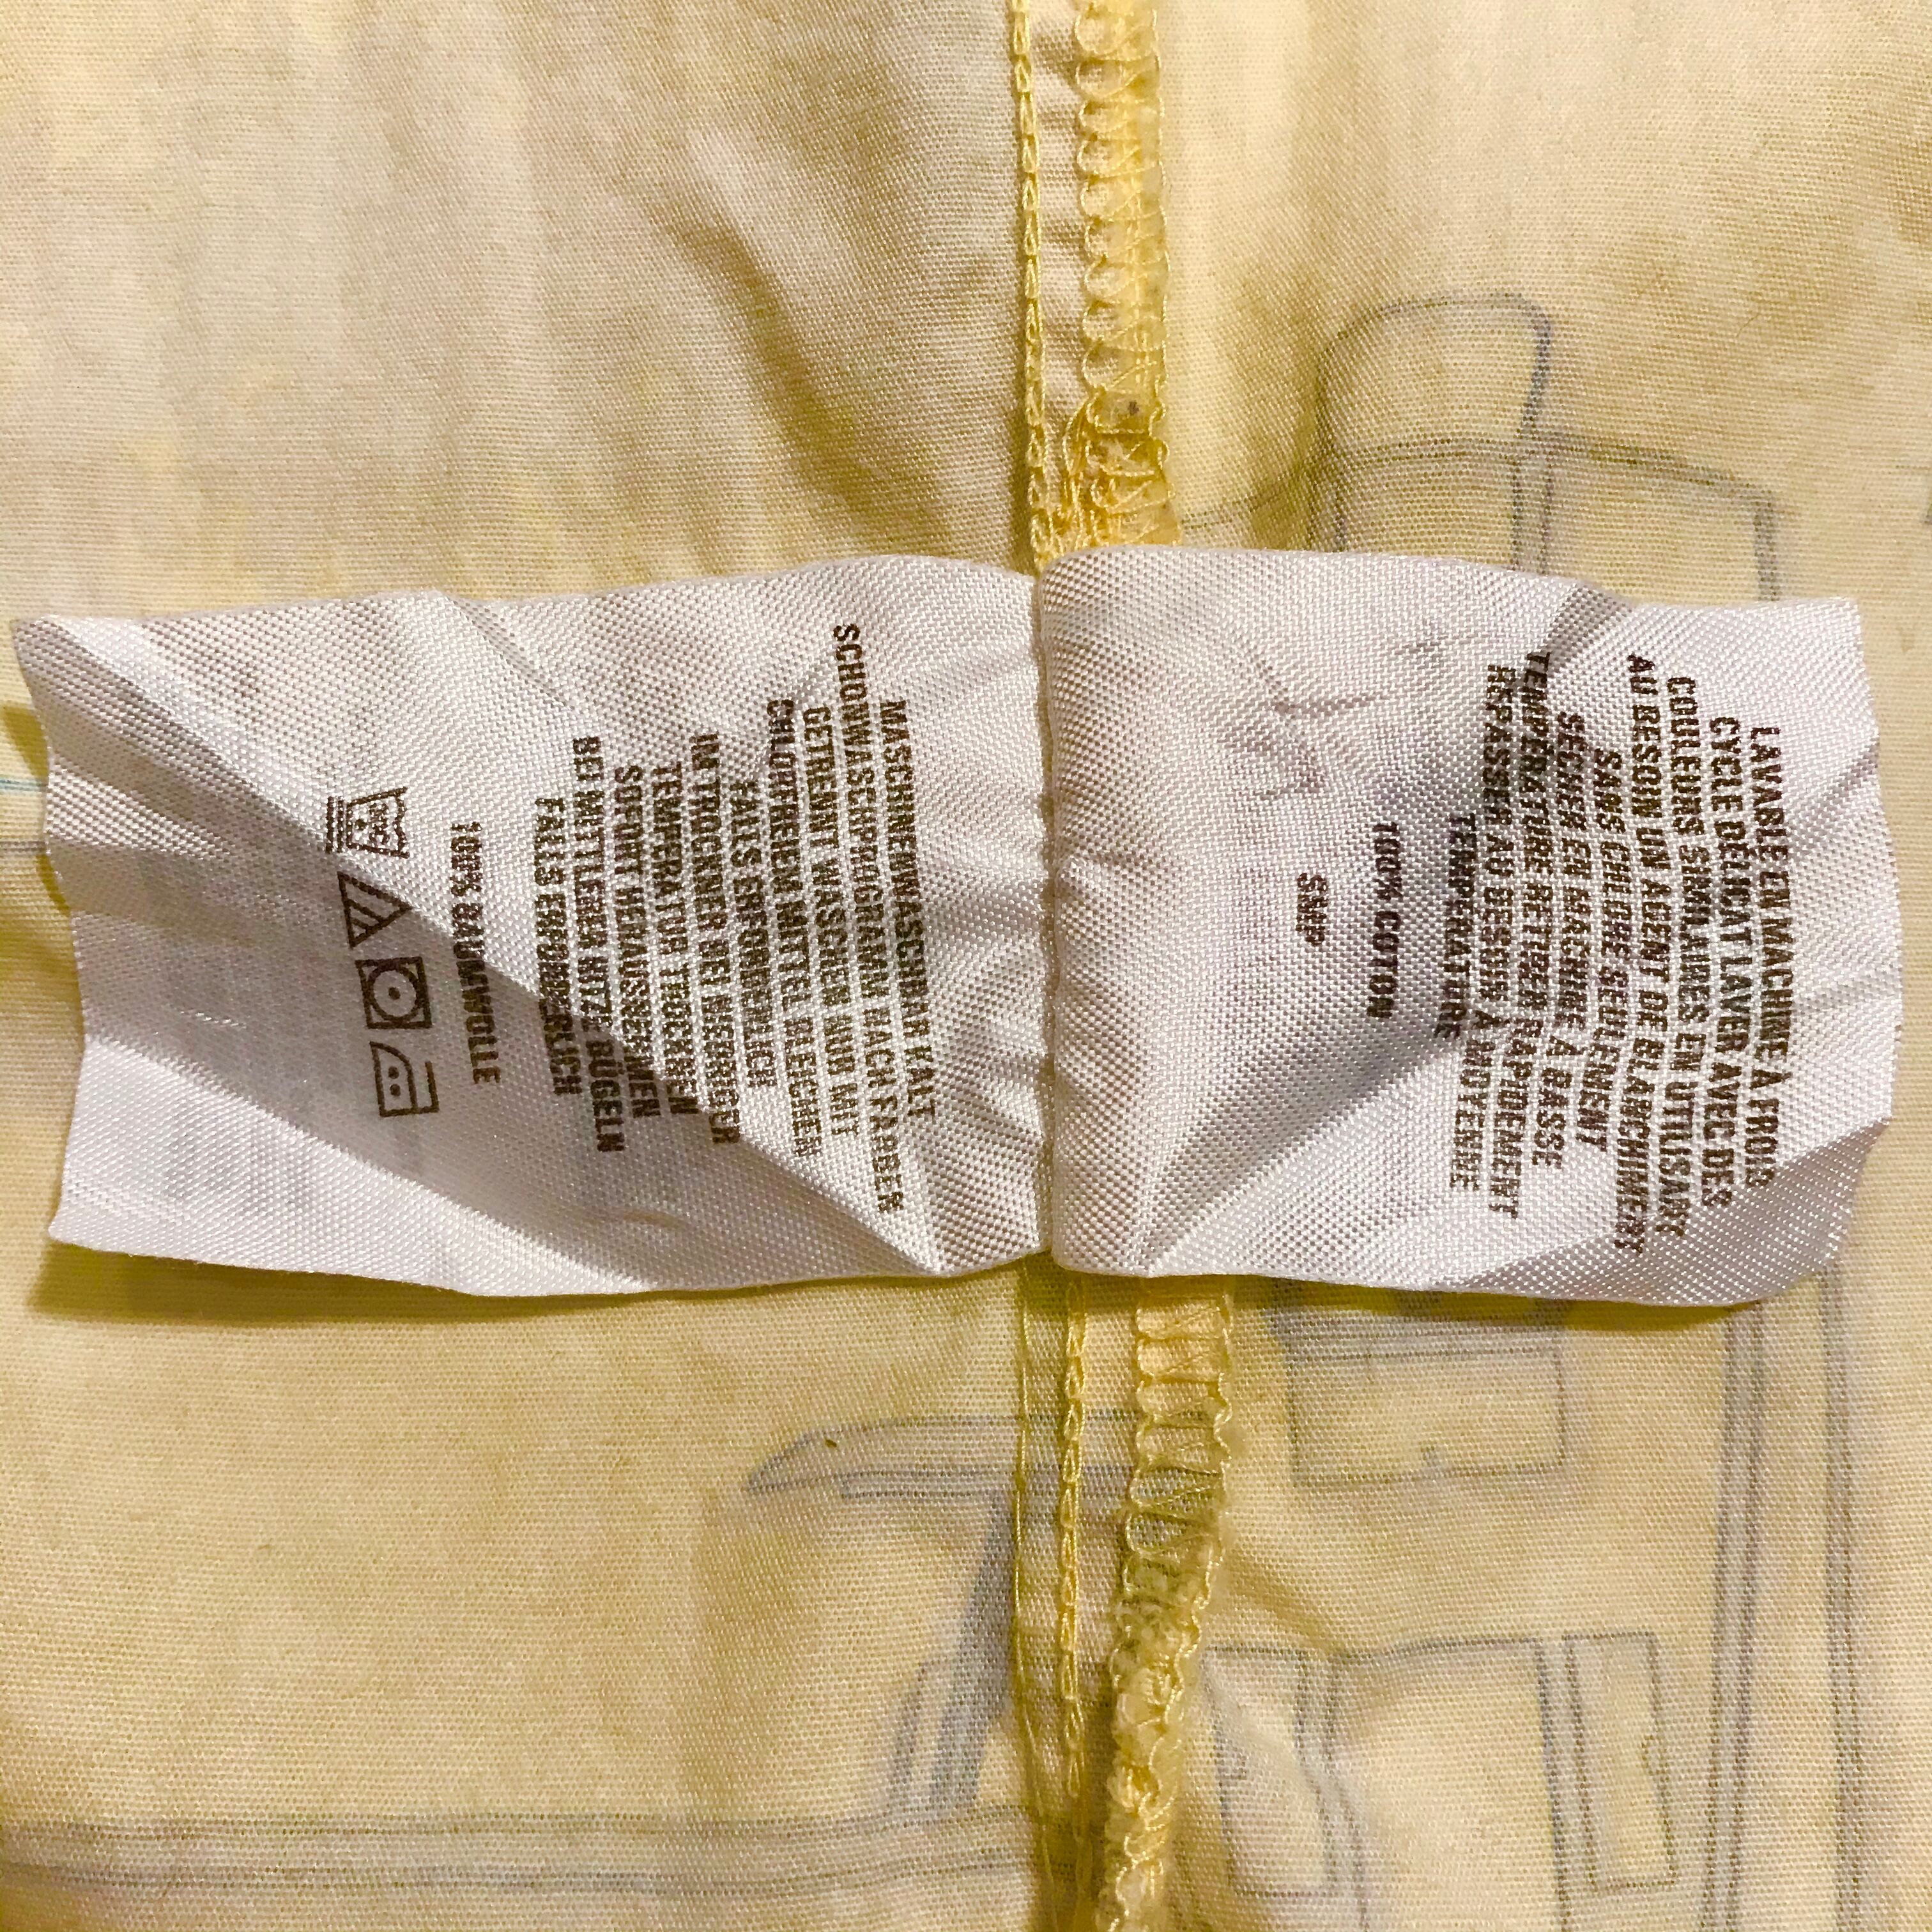 MASCHINENWASCHBAR KALT
SCHONWASCHPROGRAMM NACH FARBEN
GETRENNT WASCHEN NUR MIT
CHLORFREIEM MITTEL BLEICHEN
FALLS ERFORDERLICH
IN TROCKNER BEI NIEDRIGER
TEMPERATUR TROCKNEN
SOFORT HERAUSNEHMEN
BEI MITTLERER HITZE BÜGELN
FALLS ERFORDERLICH
100% BAUMWOLLE
LAVABLE EN MACHINE À FROID
CYCLE DÉLICAT LAVER AVEC DES
COULEURS SIMILAIRES EN UTILISANT
AU BESOIN UN AGENT DE BLANCHIMENT
SANS CHLORE SEULEMENT
SÉCHER EN MACHINE À BASSE
TEMPÉRATURE RETIRER RAPIDEMENT
REPASSER AU BESOIN À MOYENNE
TEMPÉRATURE
100% COTON
SWP